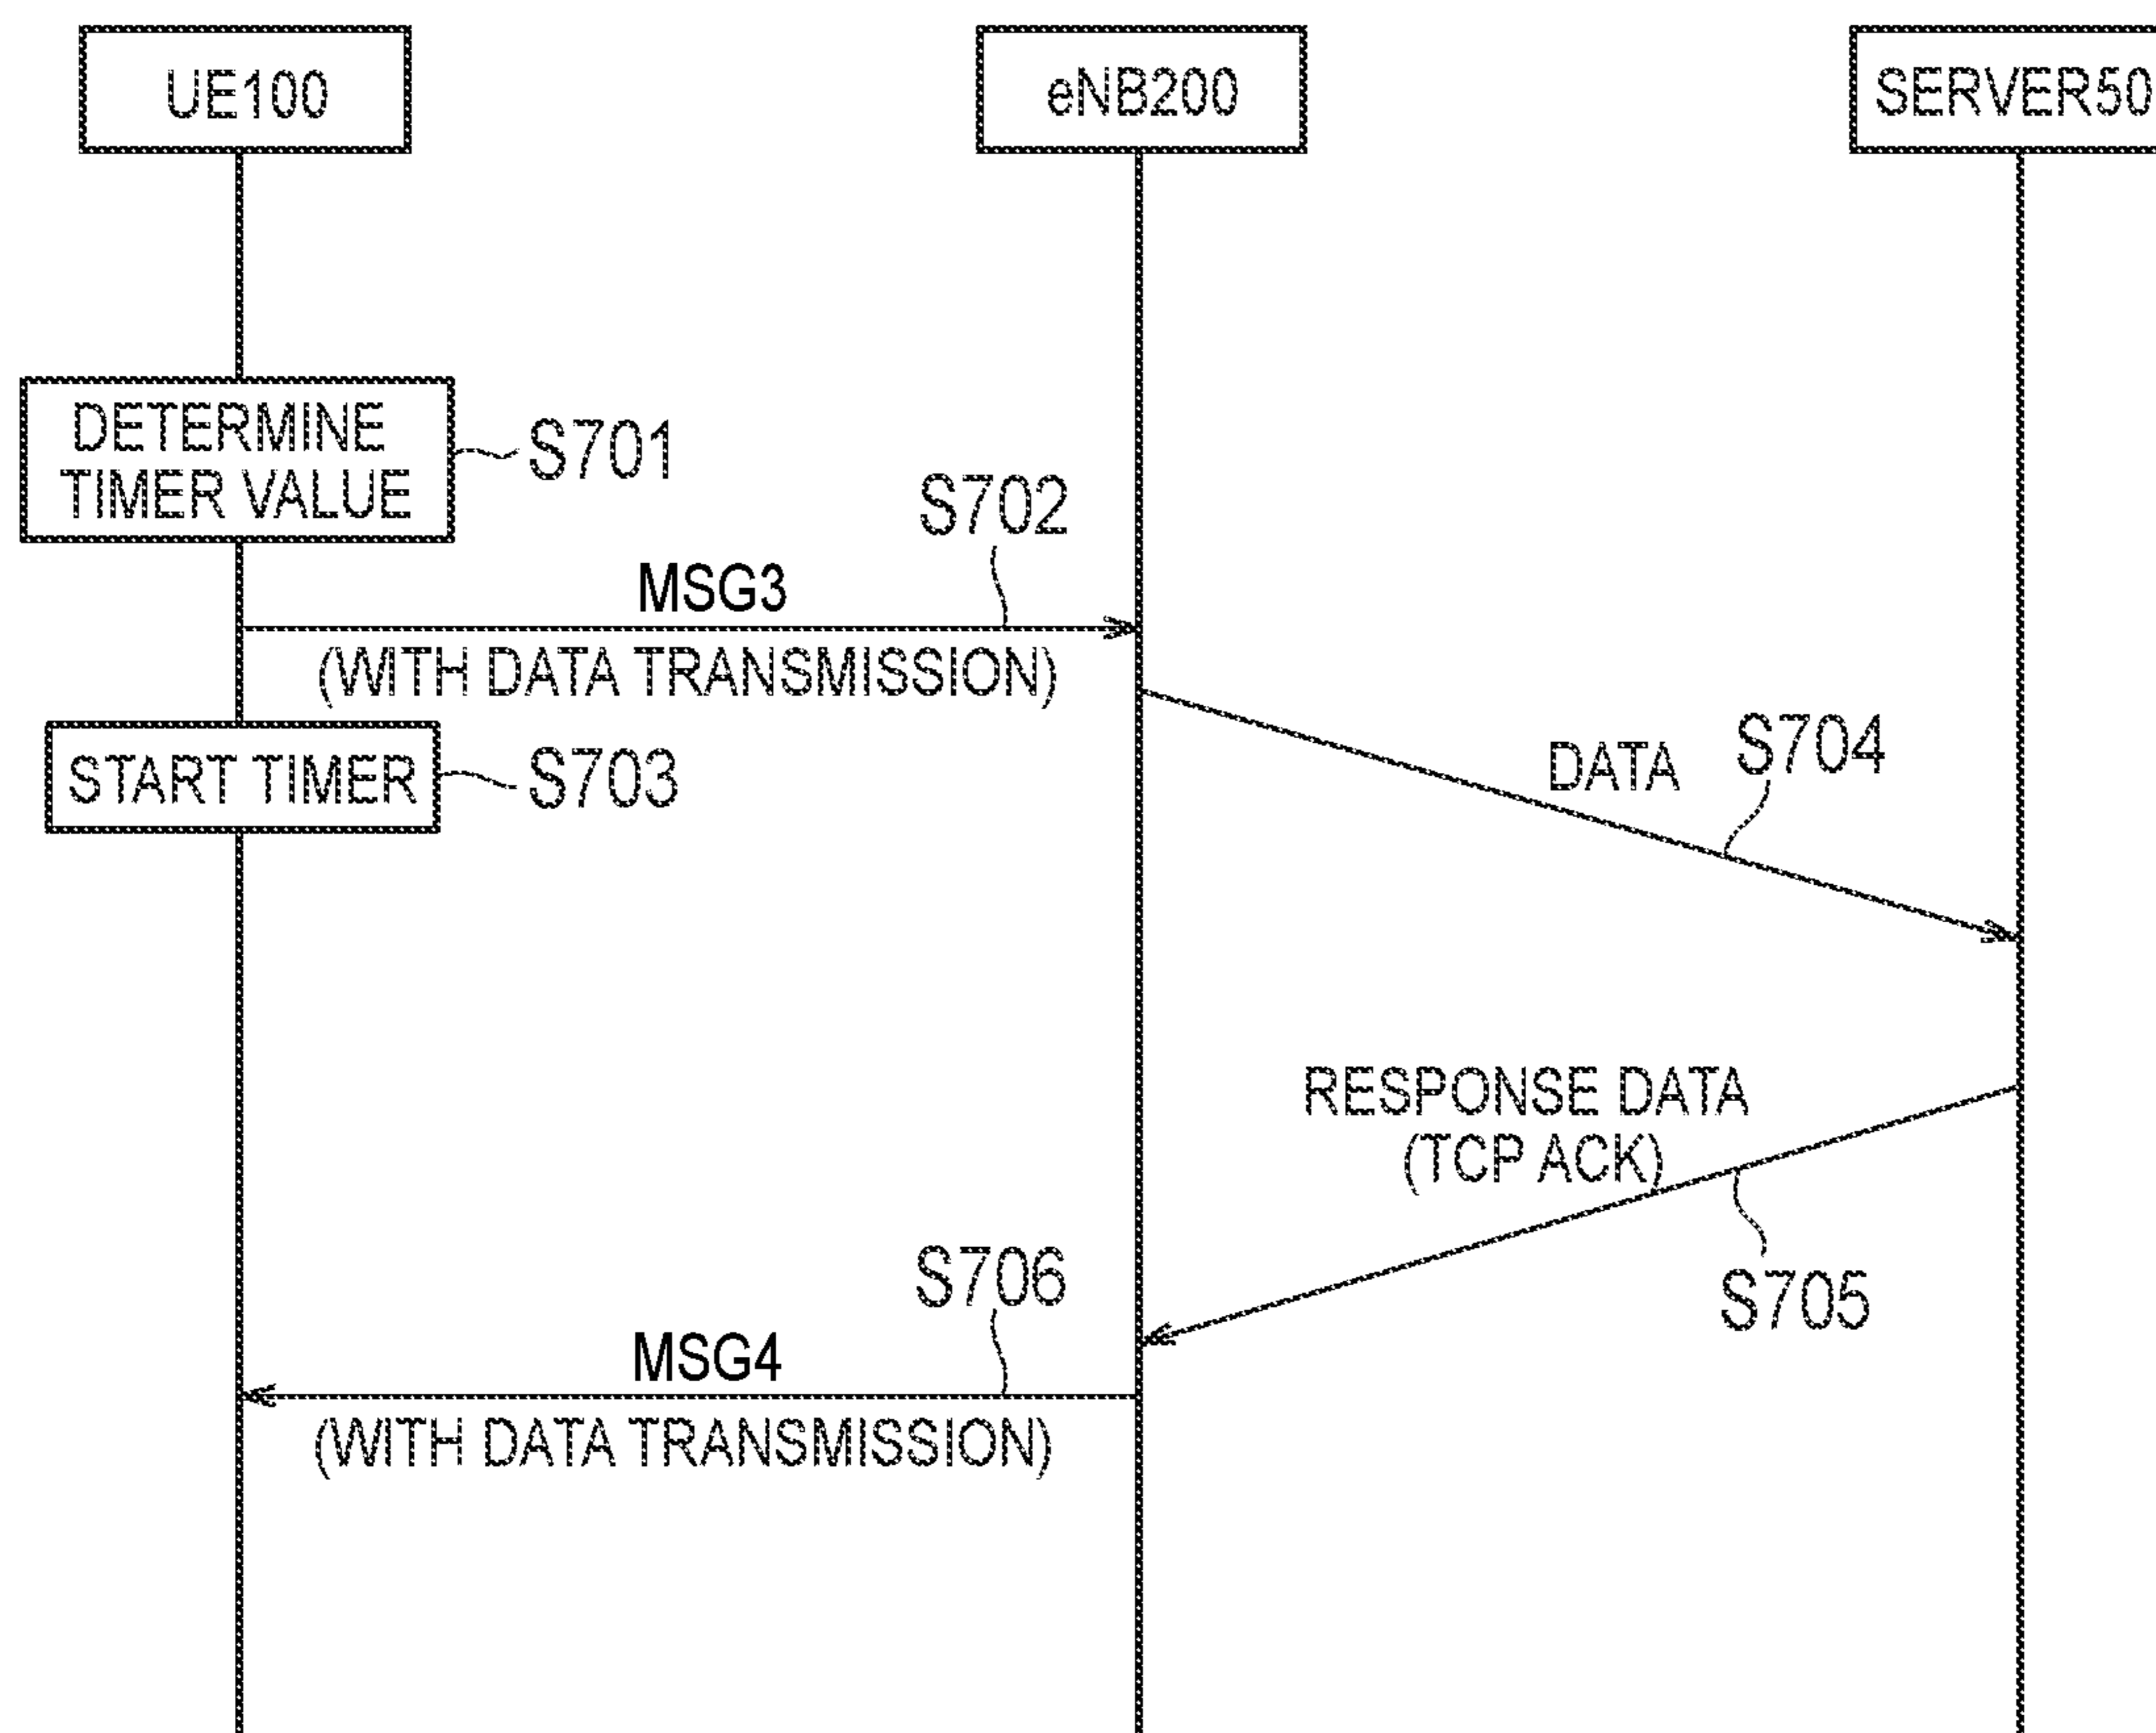 UE100
eNB200
SERVER50
DETERMINE
TIMER VALUE
S701
S702
MSG3
(WITH DATA TRANSMISSION)
START TIMER
S703
DATA
S704
RESPONSE DATA
(TCP ACK)
S705
S706
MSG4
(WITH DATA TRANSMISSION)